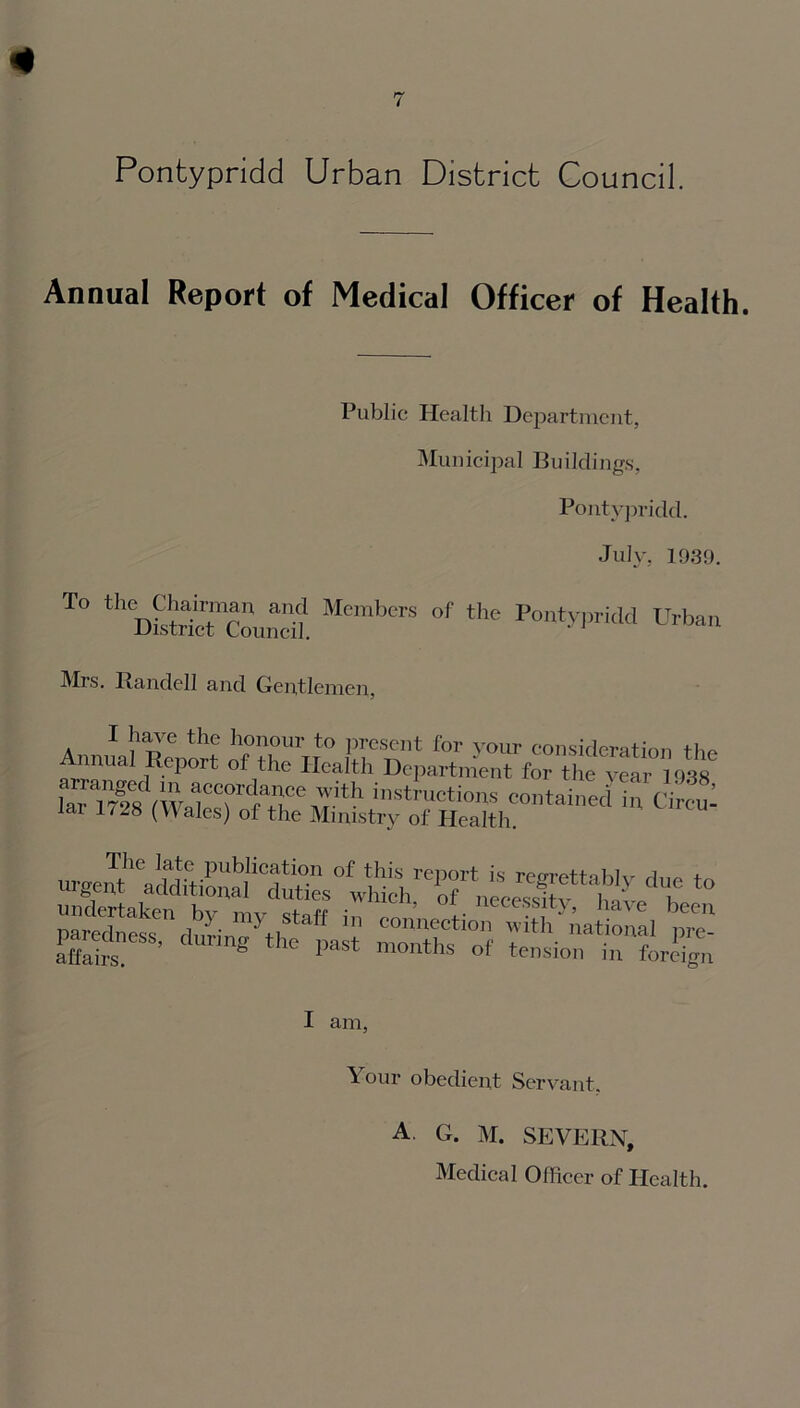 7
Pontypridd Urban District Council.
Annual Report of Medical Officer of Health.
Public Health Department,
Municipal Buildings,
Pontypridd.
July, 1939.
To the Chairman and Members of the Pontypridd Urban
District Council.
Mrs. Randell and Gentlemen,
I have the honour to present for your consideration the
Annual Report of the Health Department for the year 1938,
arranged in accordance with instructions contained in Circu-
lar 1728 (Wales) of the Ministry of Health.
The late publication of this report is regrettably due to
urgent additional duties which, of necessity, have been
undertaken by my staff in connection with national pre-
paredness, during the past months of tension in foreign
affairs.
I am,
Your obedient Servant,
A. G. M. SEVERN,
Medical Officer of Health.